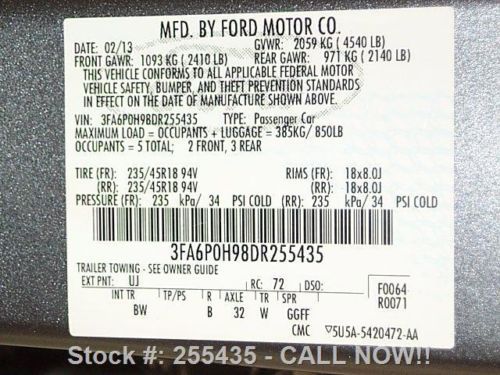 MFD. BY FORD MOTOR CO.
DATE: 02/13 GVWR: 2059 KG ( 4540 LB)
FRONT GAWR: 1093 KG ( 2410 LB) REAR GAWR: 971 KG ( 2140 LB)
THIS VEHICLE CONFORMS TO ALL APPLICABLE FEDERAL MOTOR
VEHICLE SAFETY, BUMPER, AND THEFT PREVENTION STANDARDS
IN EFFECT ON THE DATE OF MANUFACTURE SHOWN ABOVE.
VIN: 3FA6P0H98DR255435 TYPE: Passenger Car
MAXIMUM LOAD = OCCUPANTS + LUGGAGE = 385KG/ 850LB
OCCUPANTS = 5 TOTAL; 2 FRONT, 3 REAR
TIRE (FR): 235/45R18 94V RIMS (FR): 18x8.0J
(RR): 235/45R18 94V (RR): 18x8.0J
PRESSURE (FR): 235 kPa/ 34 PSI COLD (RR): 235 kPa/ 34 PSI COLD
3FA6P0H98DR255435
TRAILER TOWING - SEE OWNER GUIDE
EXT PNT: UJ RC: 72 DSO: F0064
INT TR TP/PS R AXLE TR SPR R0071
BW B 32 W GGFF
CMC ▽5U5A-5420472-AA
Stock #: 255435 - CALL NOW!!